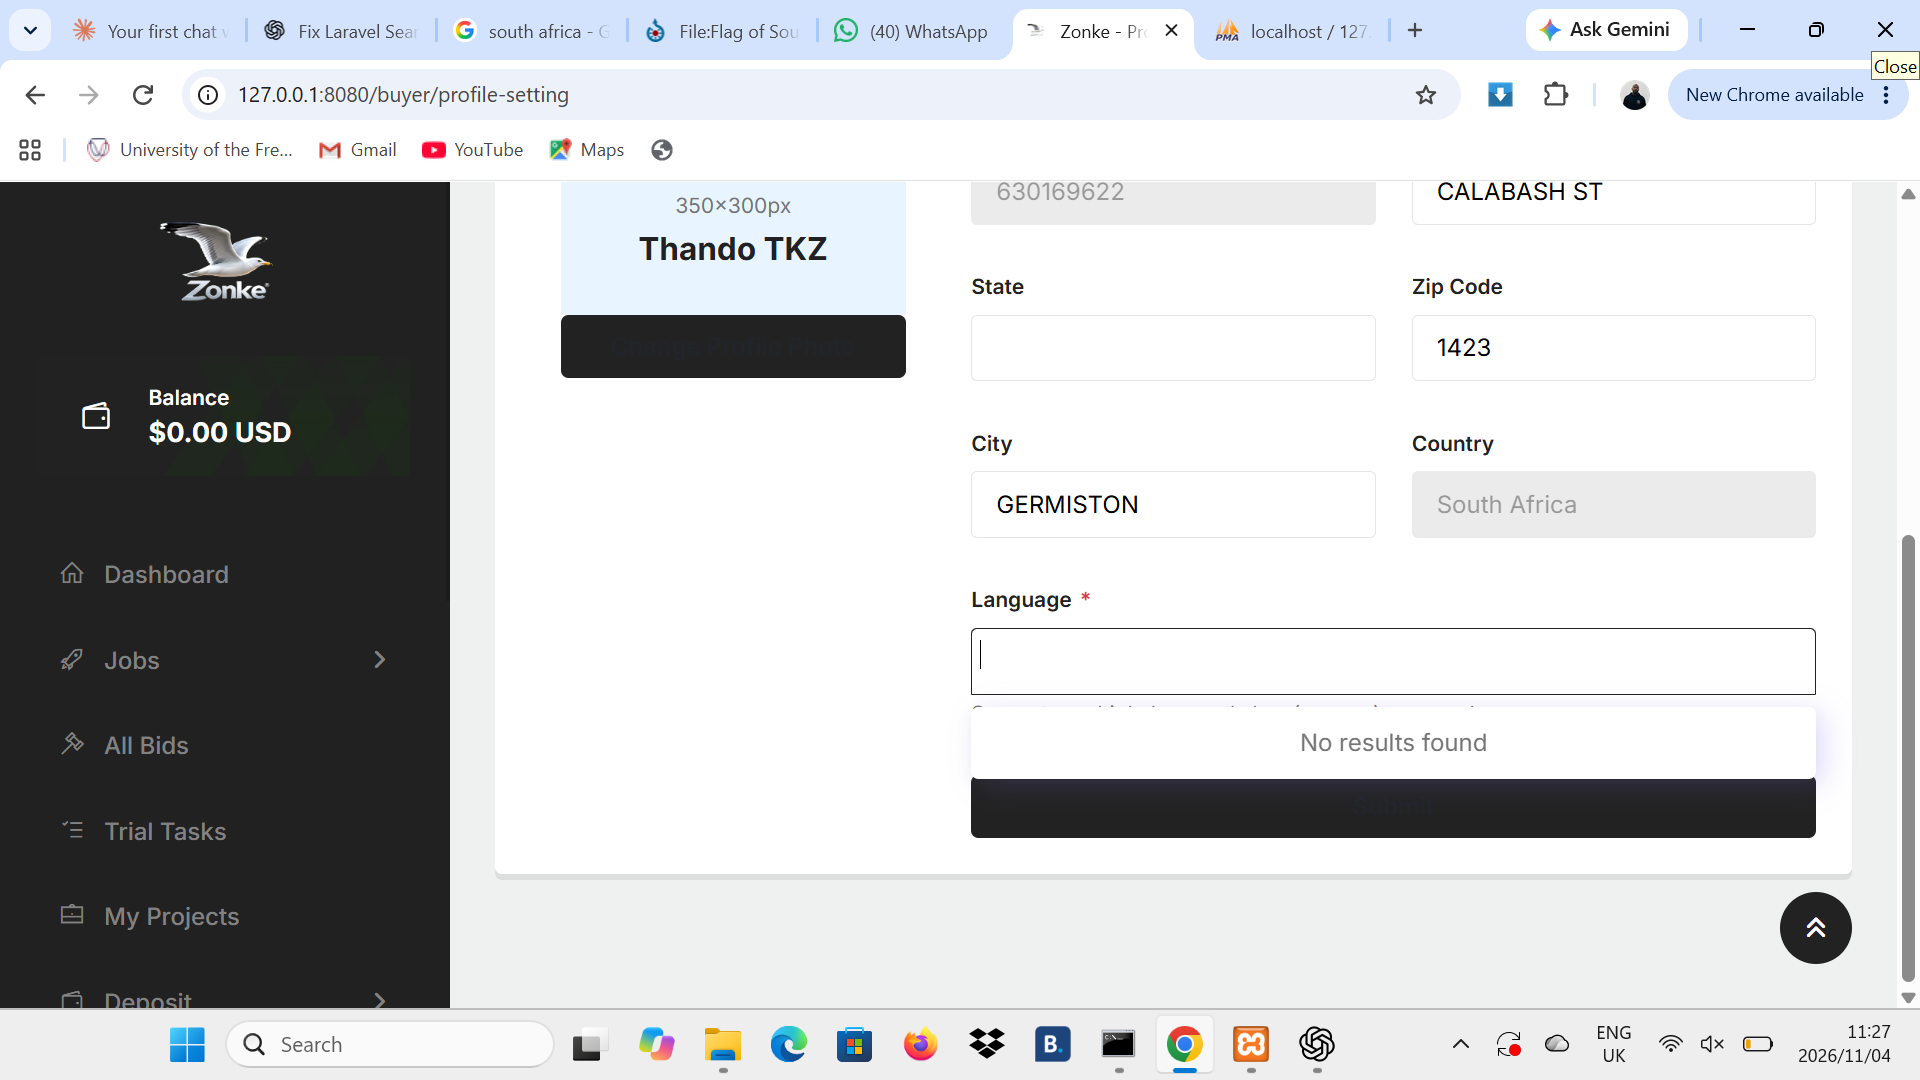 Your first chat
Fix Laravel Sear
south africa - G
File:Flag of Sou
(40) WhatsApp
Zonke - Pr
localhost / 127.
Ask Gemini
Close
127.0.0.1:8080/buyer/profile-setting
New Chrome available
University of the Fre...
Gmail
YouTube
Maps
Zonke
Balance
$0.00 USD
Dashboard
Jobs
All Bids
Trial Tasks
My Projects
Deposit
350×300px
Thando TKZ
Change Profile Photo
630169622
CALABASH ST
State
Zip Code
1423
City
Country
GERMISTON
South Africa
Language *
No results found
Search
B.
ENG
UK
11:27
2026/11/04